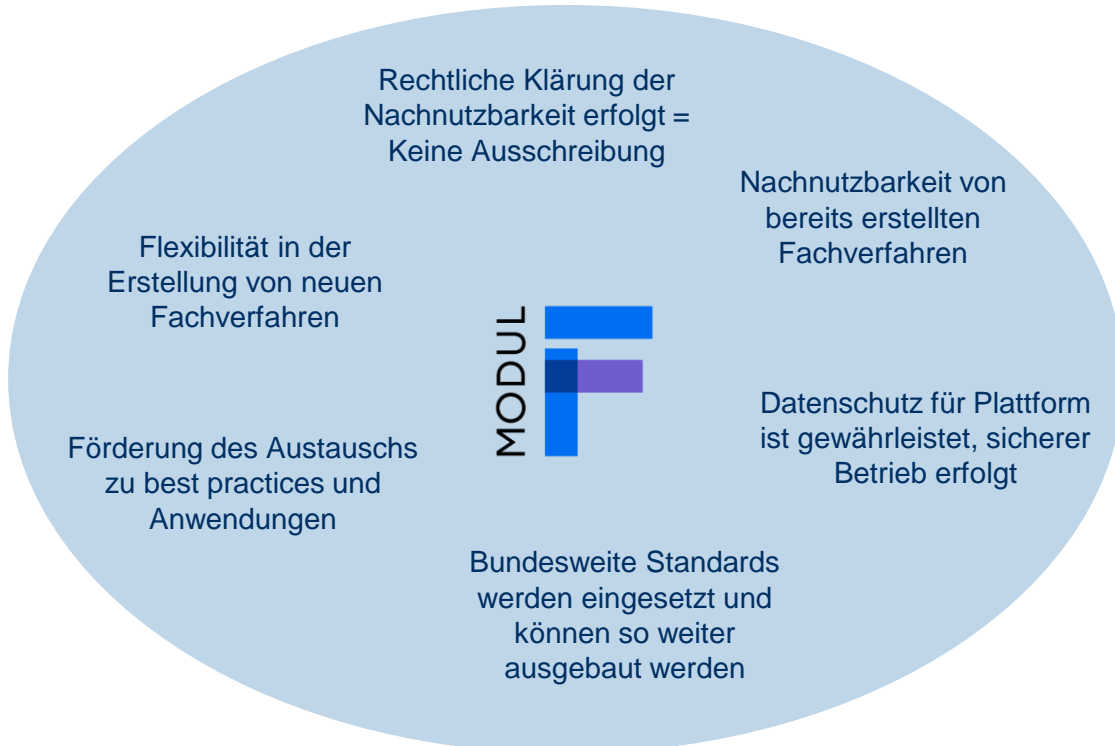 Rechtliche Klärung der
Nachnutzbarkeit erfolgt =
Keine Ausschreibung
Nachnutzbarkeit von
bereits erstellten
Fachverfahren
Flexibilität in der
Erstellung von neuen
Fachverfahren
MODUL
F
Datenschutz für Plattform
ist gewährleistet, sicherer
Betrieb erfolgt
Förderung des Austauschs
zu best practices und
Anwendungen
Bundesweite Standards
werden eingesetzt und
können so weiter
ausgebaut werden